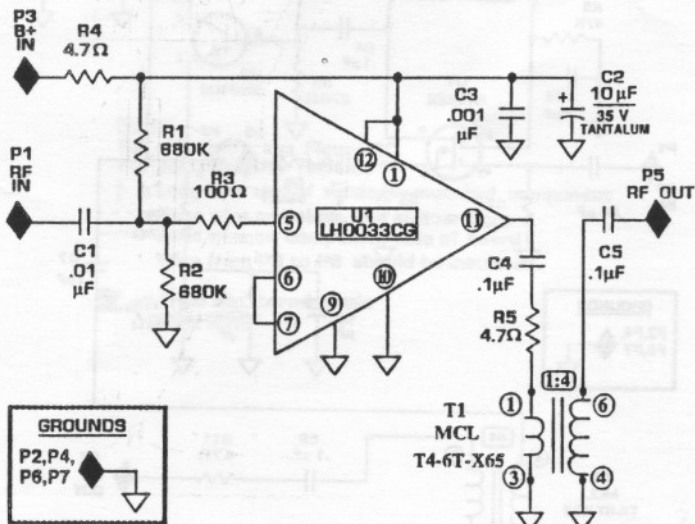 P3
B+
IN
R4
4.7Ω
R1
680K
P1
RF
IN
R3
100Ω
C1
.01
µF
R2
680K
⑫
①
⑤
U1
LH0033CG
⑪
⑥
⑦
⑨
⑩
C3
.001
µF
+
C2
10 µF
35 V
TANTALUM
P5
RF OUT
C4
.1µF
C5
.1µF
R5
4.7Ω
1:4
①
⑥
T1
MCL
T4-6T-X65
③
④
GROUNDS
P2,P4,
P6,P7